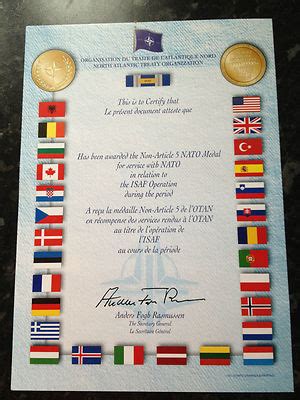 ORGANISATION DU TRAITE DE L'ATLANTIQUE NORD
NORTH ATLANTIC TREATY ORGANIZATION
This is to Certify that
Le présent document atteste que
Has been awarded the Non-Article 5 NATO Medal
for service with NATO
in relation to
the ISAF Operation
during the period
A reçu la médaille Non-Article 5 de l'OTAN
en récompense des services rendus à l'OTAN
au titre de l'opération de
l'ISAF
au cours de la période
Anders Fogh Rasmussen
The Secretary General
Le Secrétaire Général